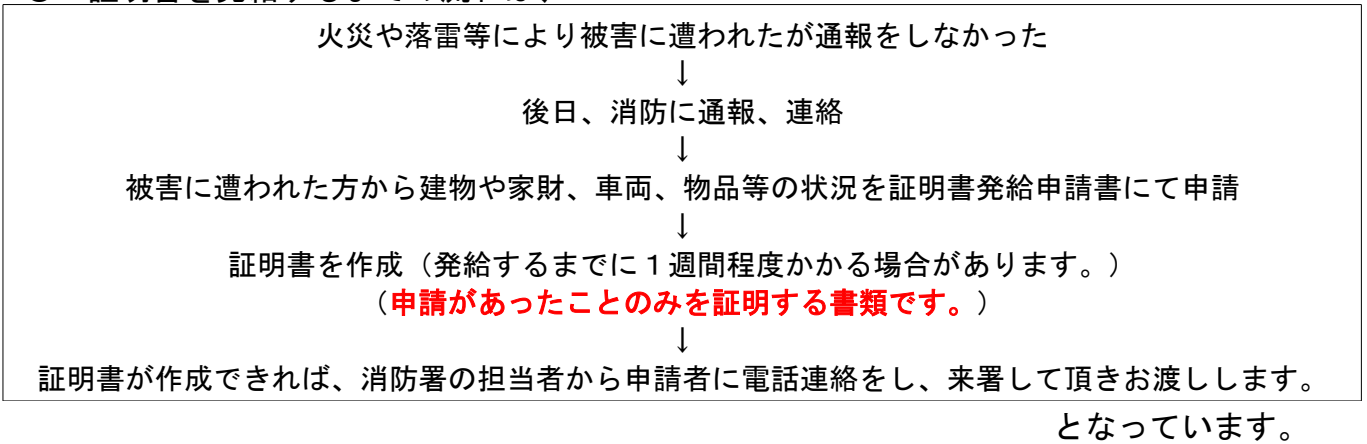 火災や落雷等により被害に遭われたが通報をしなかった
↓
後日、消防に通報、連絡
↓
被害に遭われた方から建物や家財、車両、物品等の状況を証明書発給申請書にて申請
↓
証明書を作成（発給するまでに１週間程度かかる場合があります。）
（申請があったことのみを証明する書類です。）
↓
証明書が作成できれば、消防署の担当者から申請者に電話連絡をし、来署して頂きお渡しします。
となっています。